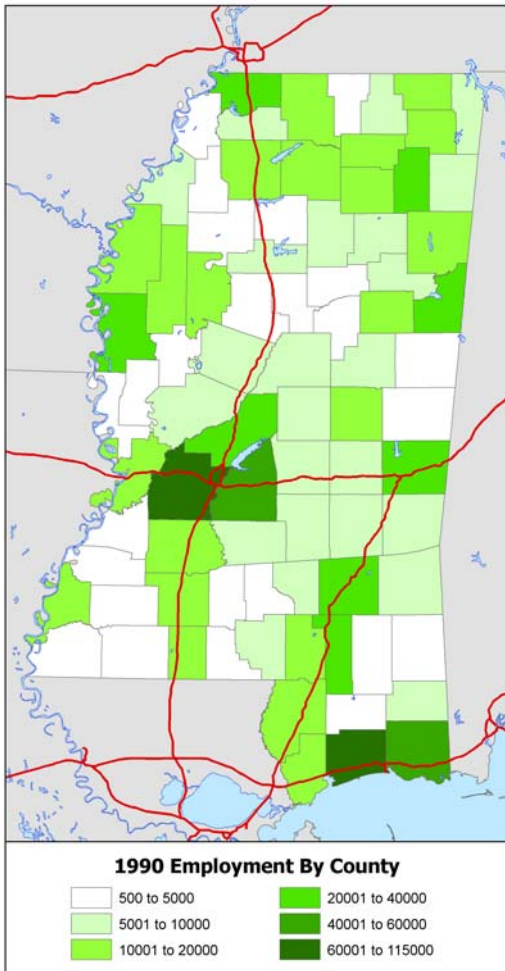 1990 Employment By County
500 to 5000
5001 to 10000
10001 to 20000
20001 to 40000
40001 to 60000
60001 to 115000